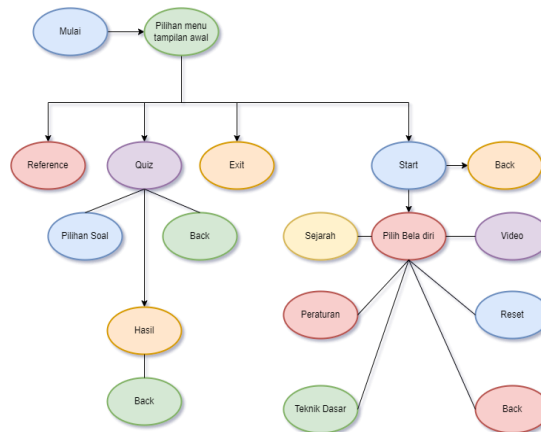 Mulai
Pilihan menu
tampilan awal
Reference
Quiz
Exit
Start
Back
Pilihan Soal
Back
Sejarah
Pilih Bela diri
Video
Peraturan
Reset
Hasil
Back
Teknik Dasar
Back